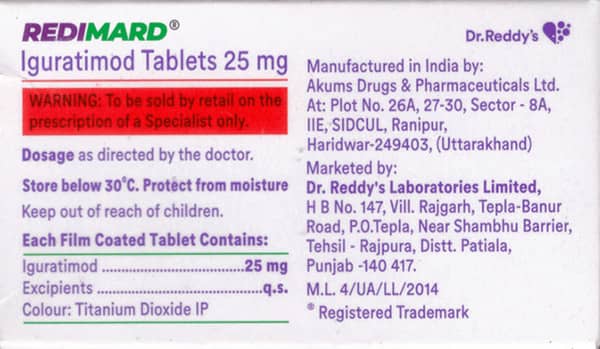 REDIMARD®
Iguratimod Tablets 25 mg
WARNING: To be sold by retail on the
prescription of a Specialist only.
Dosage as directed by the doctor.
Store below 30°C. Protect from moisture
Keep out of reach of children.
Each Film Coated Tablet Contains:
Iguratimod ................................25 mg
Excipients ....................................q.s.
Colour: Titanium Dioxide IP
Dr.Reddy's
Manufactured in India by:
Akums Drugs & Pharmaceuticals Ltd.
At: Plot No. 26A, 27-30, Sector - 8A,
IIE, SIDCUL, Ranipur,
Haridwar-249403, (Uttarakhand)
Marketed by:
Dr. Reddy's Laboratories Limited,
H B No. 147, Vill. Rajgarh, Tepla-Banur
Road, P.O.Tepla, Near Shambhu Barrier,
Tehsil - Rajpura, Distt. Patiala,
Punjab -140 417.
M.L. 4/UA/LL/2014
® Registered Trademark